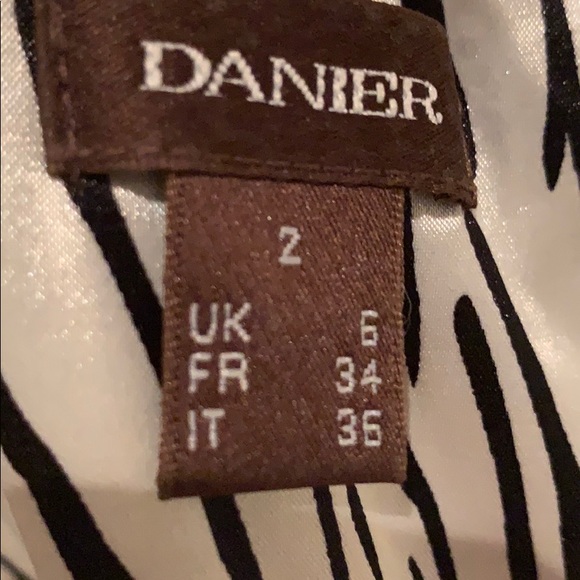 DANIER
2
UK 6
FR 34
IT 36